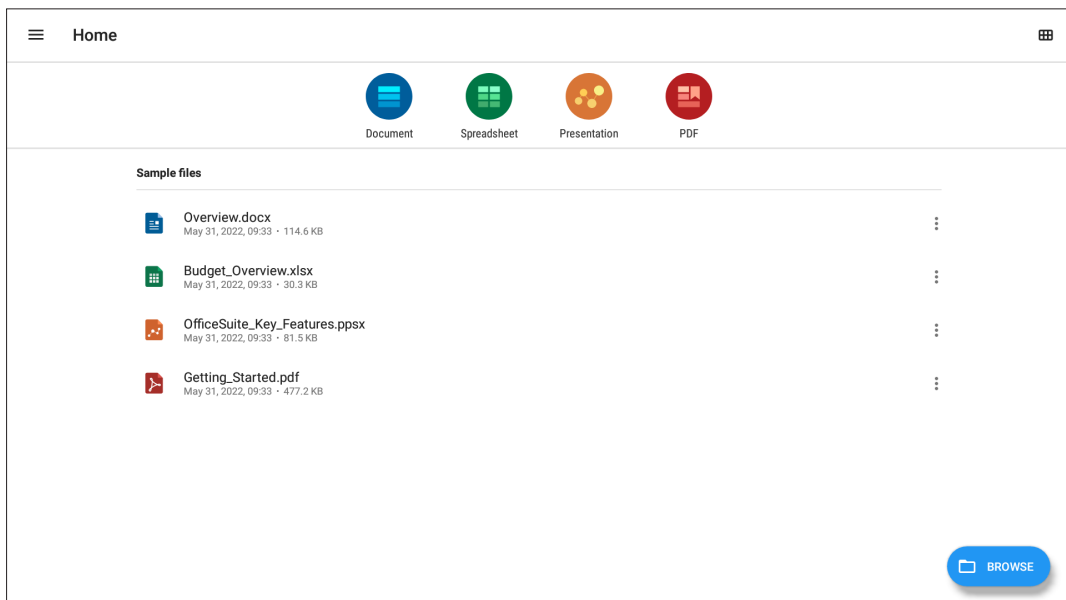 Home
Document
Spreadsheet
Presentation
PDF
Sample files
Overview.docx
May 31, 2022, 09:33 · 114.6 KB
Budget_Overview.xlsx
May 31, 2022, 09:33 · 30.3 KB
OfficeSuite_Key_Features.ppsx
May 31, 2022, 09:33 · 81.5 KB
Getting_Started.pdf
May 31, 2022, 09:33 · 477.2 KB
BROWSE